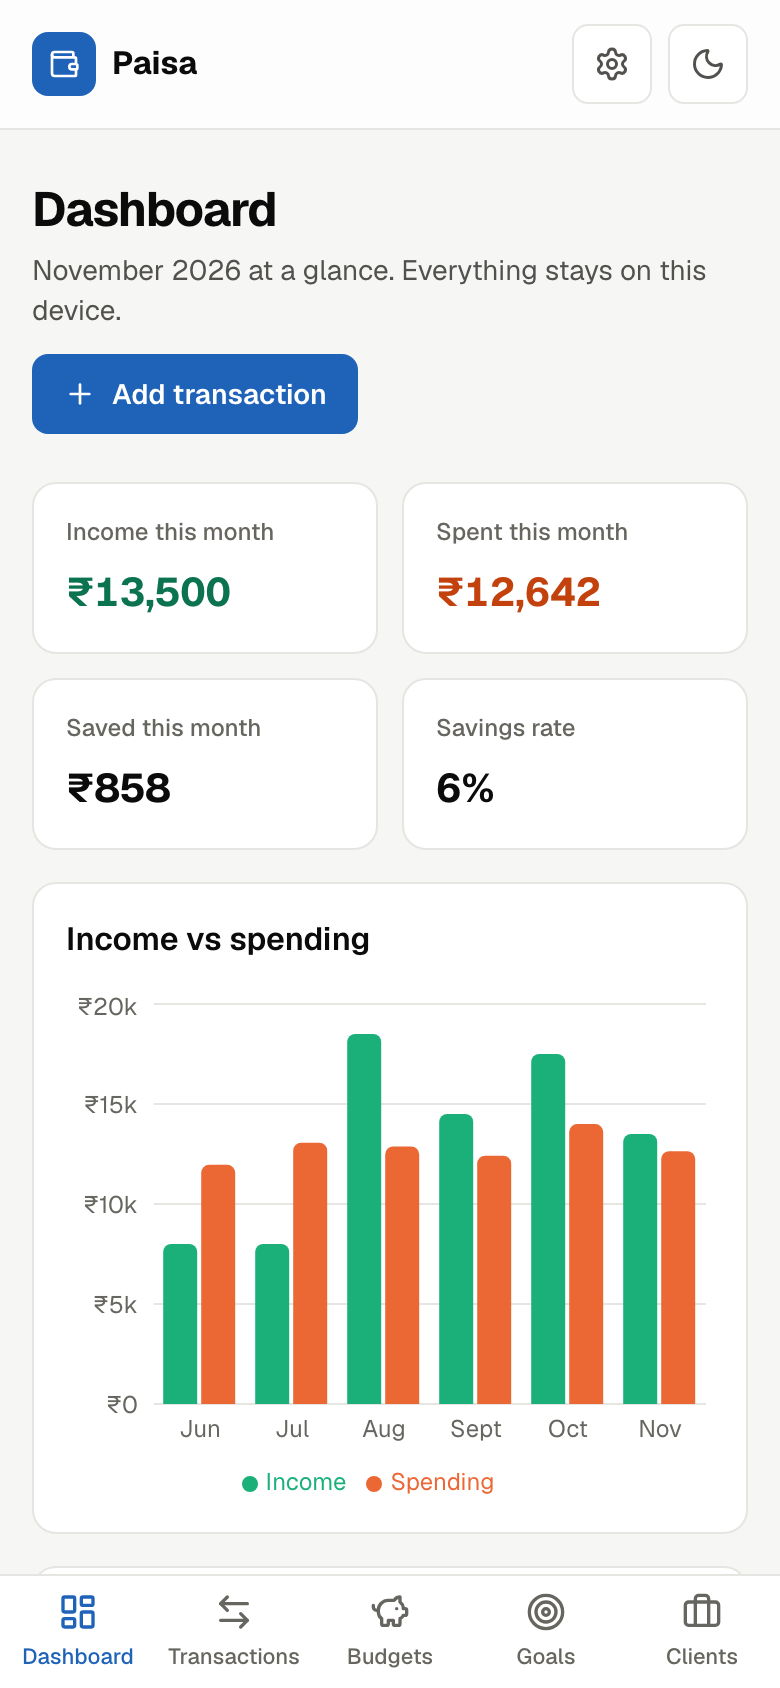 Paisa
Dashboard
November 2026 at a glance. Everything stays on this
device.
Add transaction
Income this month
₹13,500
Spent this month
₹12,642
Saved this month
₹858
Savings rate
6%
Income vs spending
₹20k
₹15k
₹10k
₹5k
₹0
Jun Jul Aug Sept Oct Nov
Income Spending
Dashboard Transactions Budgets Goals Clients